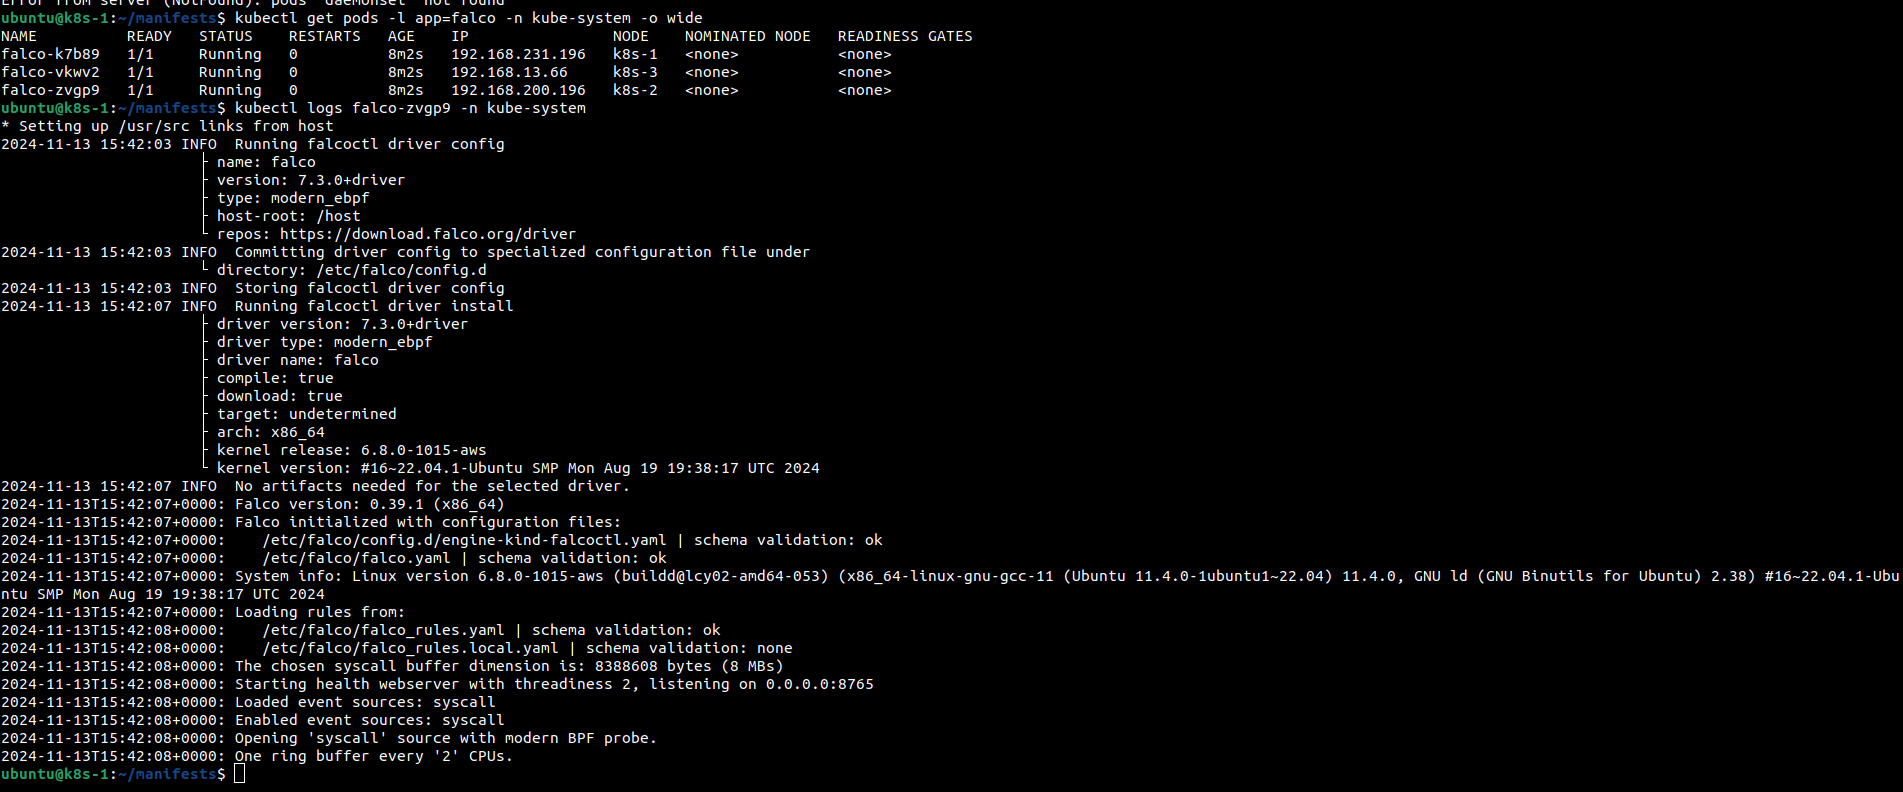 Error from server (NotFound): pods "daemonset" not found
ubuntu@k8s-1:~/manifests$ kubectl get pods -l app=falco -n kube-system -o wide
NAME          READY   STATUS    RESTARTS   AGE    IP                NODE    NOMINATED NODE   READINESS GATES
falco-k7b89   1/1     Running   0          8m2s   192.168.231.196   k8s-1   <none>           <none>
falco-vkwv2   1/1     Running   0          8m2s   192.168.13.66     k8s-3   <none>           <none>
falco-zvgp9   1/1     Running   0          8m2s   192.168.200.196   k8s-2   <none>           <none>
ubuntu@k8s-1:~/manifests$ kubectl logs falco-zvgp9 -n kube-system
* Setting up /usr/src links from host
2024-11-13 15:42:03 INFO  Running falcoctl driver config
                      ├ name: falco
                      ├ version: 7.3.0+driver
                      ├ type: modern_ebpf
                      ├ host-root: /host
                      └ repos: https://download.falco.org/driver
2024-11-13 15:42:03 INFO  Committing driver config to specialized configuration file under
                      └ directory: /etc/falco/config.d
2024-11-13 15:42:03 INFO  Storing falcoctl driver config
2024-11-13 15:42:07 INFO  Running falcoctl driver install
                      ├ driver version: 7.3.0+driver
                      ├ driver type: modern_ebpf
                      ├ driver name: falco
                      ├ compile: true
                      ├ download: true
                      ├ target: undetermined
                      ├ arch: x86_64
                      ├ kernel release: 6.8.0-1015-aws
                      └ kernel version: #16~22.04.1-Ubuntu SMP Mon Aug 19 19:38:17 UTC 2024
2024-11-13 15:42:07 INFO  No artifacts needed for the selected driver.
2024-11-13T15:42:07+0000: Falco version: 0.39.1 (x86_64)
2024-11-13T15:42:07+0000: Falco initialized with configuration files:
2024-11-13T15:42:07+0000:    /etc/falco/config.d/engine-kind-falcoctl.yaml | schema validation: ok
2024-11-13T15:42:07+0000:    /etc/falco/falco.yaml | schema validation: ok
2024-11-13T15:42:07+0000: System info: Linux version 6.8.0-1015-aws (buildd@lcy02-amd64-053) (x86_64-linux-gnu-gcc-11 (Ubuntu 11.4.0-1ubuntu1~22.04) 11.4.0, GNU ld (GNU Binutils for Ubuntu) 2.38) #16~22.04.1-Ubu
ntu SMP Mon Aug 19 19:38:17 UTC 2024
2024-11-13T15:42:07+0000: Loading rules from:
2024-11-13T15:42:08+0000:    /etc/falco/falco_rules.yaml | schema validation: ok
2024-11-13T15:42:08+0000:    /etc/falco/falco_rules.local.yaml | schema validation: none
2024-11-13T15:42:08+0000: The chosen syscall buffer dimension is: 8388608 bytes (8 MBs)
2024-11-13T15:42:08+0000: Starting health webserver with threadiness 2, listening on 0.0.0.0:8765
2024-11-13T15:42:08+0000: Loaded event sources: syscall
2024-11-13T15:42:08+0000: Enabled event sources: syscall
2024-11-13T15:42:08+0000: Opening 'syscall' source with modern BPF probe.
2024-11-13T15:42:08+0000: One ring buffer every '2' CPUs.
ubuntu@k8s-1:~/manifests$